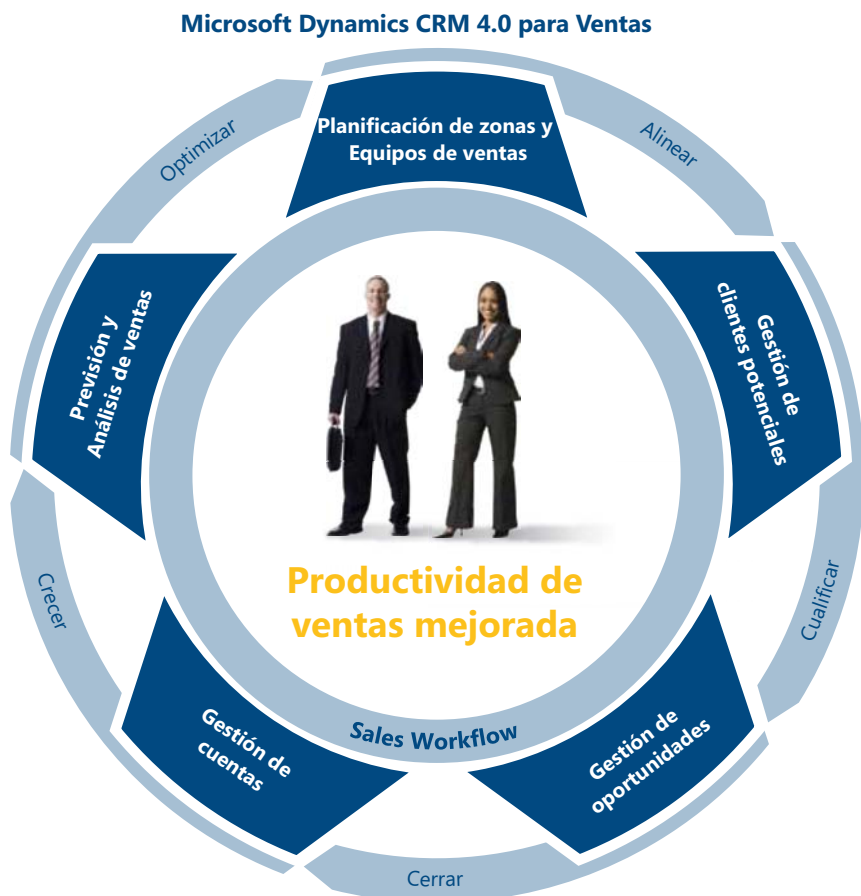 Microsoft Dynamics CRM 4.0 para Ventas
Planificación de zonas y
Equipos de ventas
Alinear
Gestión de
clientes potenciales
Cualificar
Gestión de
oportunidades
Cerrar
Gestión de
cuentas
Crecer
Previsión y
Análisis de ventas
Optimizar
Productividad de
ventas mejorada
Sales Workflow